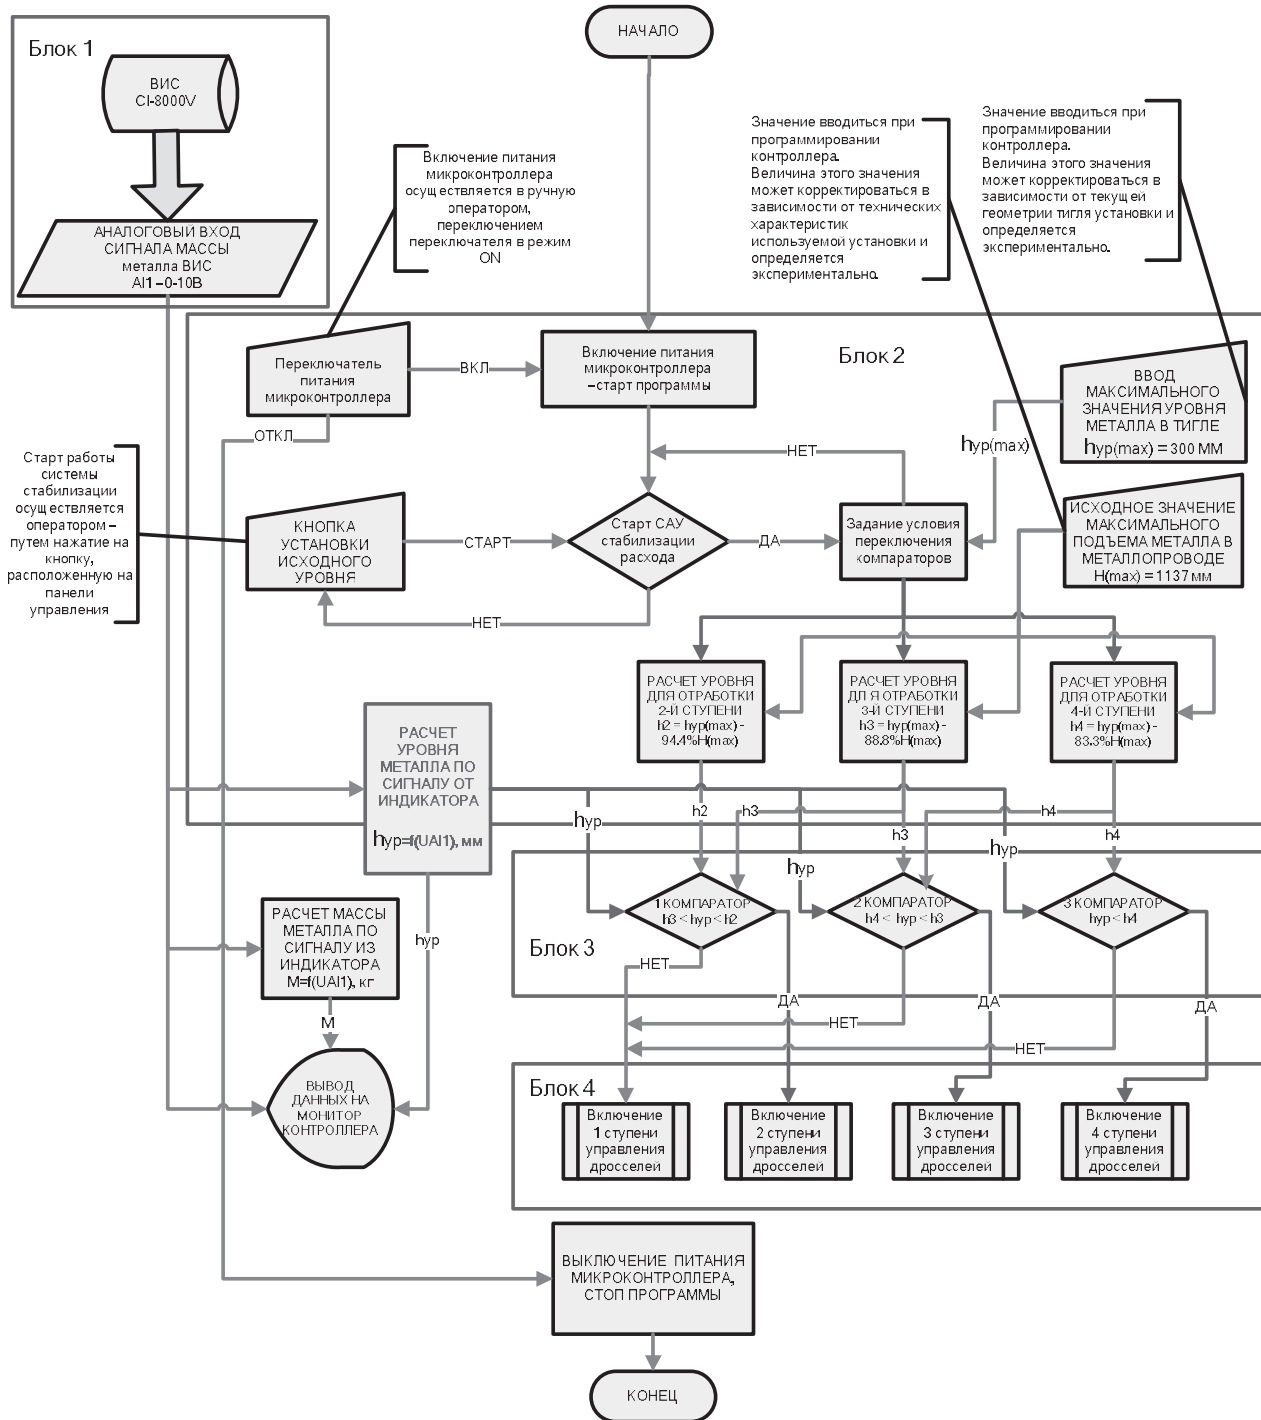 НАЧАЛО
Блок 1
ВИС
CI-8000V
АНАЛОГОВЫЙ ВХОД
СИГНАЛА МАССЫ
металла ВИС
AI1 – 0-10В
Включение питания
микроконтроллера
осуществляется в ручную
оператором,
переключением
переключателя в режим
ON
Значение вводиться при
программировании
контроллера.
Величина этого значения
может корректироваться в
зависимости от технических
характеристик
используемой установки и
определяется
экспериментально.
Значение вводиться при
программировании
контроллера.
Величина этого значения
может корректироваться в
зависимости от текущей
геометрии тигля установки и
определяется
экспериментально.
Блок 2
Переключатель
питания
микроконтроллера
ВКЛ
ОТКЛ
Включение питания
микроконтроллера
– старт программы
ВВОД
МАКСИМАЛЬНОГО
ЗНАЧЕНИЯ УРОВНЯ
МЕТАЛЛА В ТИГЛЕ
hур(max) = 300 ММ
hур(max)
НЕТ
Старт работы
системы
стабилизации
осуществляется
оператором –
путем нажатие на
кнопку,
расположенную на
панели
управления
КНОПКА
УСТАНОВКИ
ИСХОДНОГО
УРОВНЯ
СТАРТ
Старт САУ
стабилизации
расхода
ДА
НЕТ
Задание условия
переключения
компараторов
ИСХОДНОЕ ЗНАЧЕНИЕ
МАКСИМАЛЬНОГО
ПОДЪЕМА МЕТАЛЛА В
МЕТАЛЛОПРОВОДЕ
H(max) = 1137 мм
РАСЧЕТ УРОВНЯ
ДЛЯ ОТРАБОТКИ
2-Й СТУПЕНИ
h2 = hур(max) -
94.4%H(max)
РАСЧЕТ УРОВНЯ
ДЛЯ ОТРАБОТКИ
3-Й СТУПЕНИ
h3 = hур(max) -
88.8%H(max)
РАСЧЕТ УРОВНЯ
ДЛЯ ОТРАБОТКИ
4-Й СТУПЕНИ
h4 = hур(max) -
83.3%H(max)
РАСЧЕТ
УРОВНЯ
МЕТАЛЛА ПО
СИГНАЛУ ОТ
ИНДИКАТОРА
hур=f(UAI1), мм
hур
h2
h3
hур
h3
h4
hур
h4
Блок 3
1 КОМПАРАТОР
h3 < hур < h2
2 КОМПАРАТОР
h4 < hур < h3
3 КОМПАРАТОР
hур < h4
РАСЧЕТ МАССЫ
МЕТАЛЛА ПО
СИГНАЛУ ИЗ
ИНДИКАТОРА
М=f(UAI1), кг
М
hур
НЕТ
ДА
НЕТ
ДА
НЕТ
ДА
ВЫВОД
ДАННЫХ НА
МОНИТОР
КОНТРОЛЛЕРА
Блок 4
Включение
1 ступени
управления
дросселей
Включение
2 ступени
управления
дросселей
Включение
3 ступени
управления
дросселей
Включение
4 ступени
управления
дросселей
ВЫКЛЮЧЕНИЕ ПИТАНИЯ
МИКРОКОНТРОЛЛЕРА,
СТОП ПРОГРАММЫ
КОНЕЦ